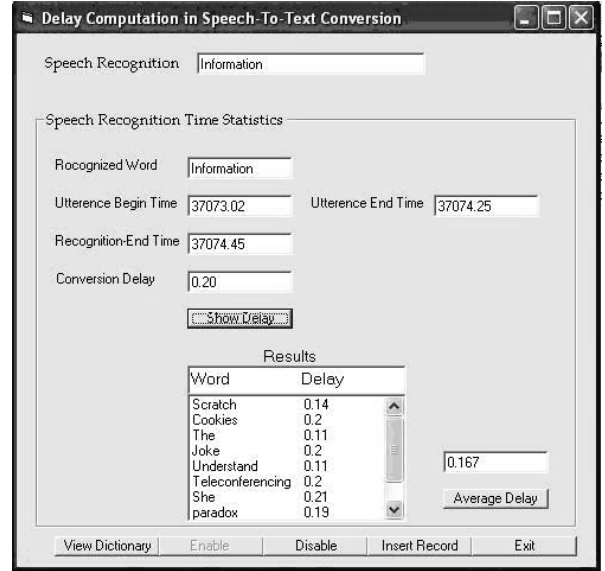 Delay Computation in Speech-To-Text Conversion
Speech Recognition Information
Speech Recognition Time Statistics
Rocognized Word Information
Utterence Begin Time 37073.02 Utterence End Time 37074.25
Recognition-End Time 37074.45
Conversion Delay 0.20
Show Delay
Results
Word Delay
Scratch 0.14
Cookies 0.2
The 0.11
Joke 0.2
Understand 0.11
Teleconferencing 0.2
She 0.21
paradox 0.19
0.167
Average Delay
View Dictionary Enable Disable Insert Record Exit